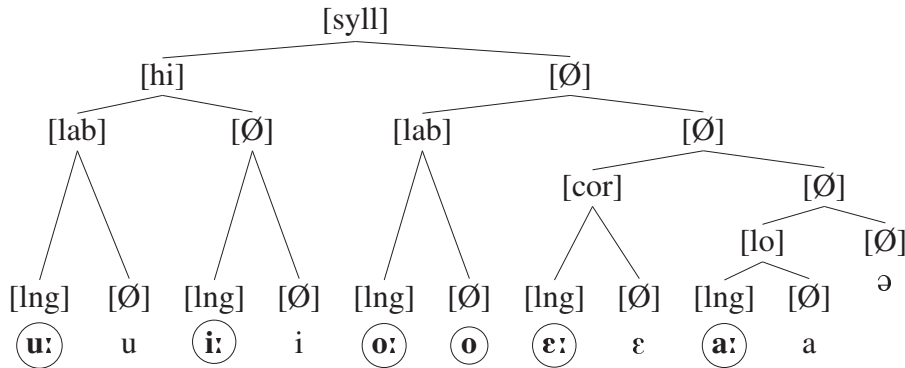 [syll]
[hi] [Ø]
[lab] [Ø] [lab] [Ø]
[cor] [Ø]
[lo] [Ø]
[lng] [Ø] [lng] [Ø] [lng] [Ø] [lng] [Ø] [lng] [Ø] ə
uː u iː i oː o ɛː ɛ aː a